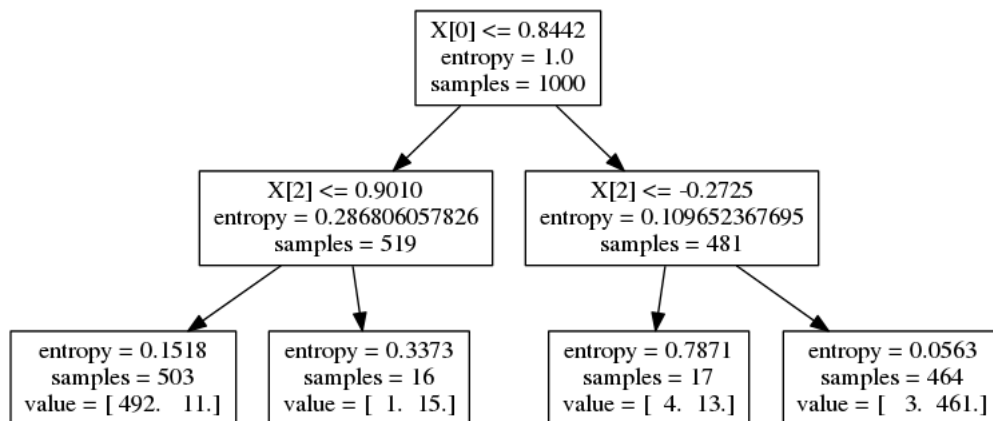 X[0] <= 0.8442
entropy = 1.0
samples = 1000
X[2] <= 0.9010
entropy = 0.286806057826
samples = 519
X[2] <= -0.2725
entropy = 0.109652367695
samples = 481
entropy = 0.1518
samples = 503
value = [ 492.   11.]
entropy = 0.3373
samples = 16
value = [  1.  15.]
entropy = 0.7871
samples = 17
value = [  4.  13.]
entropy = 0.0563
samples = 464
value = [   3.  461.]